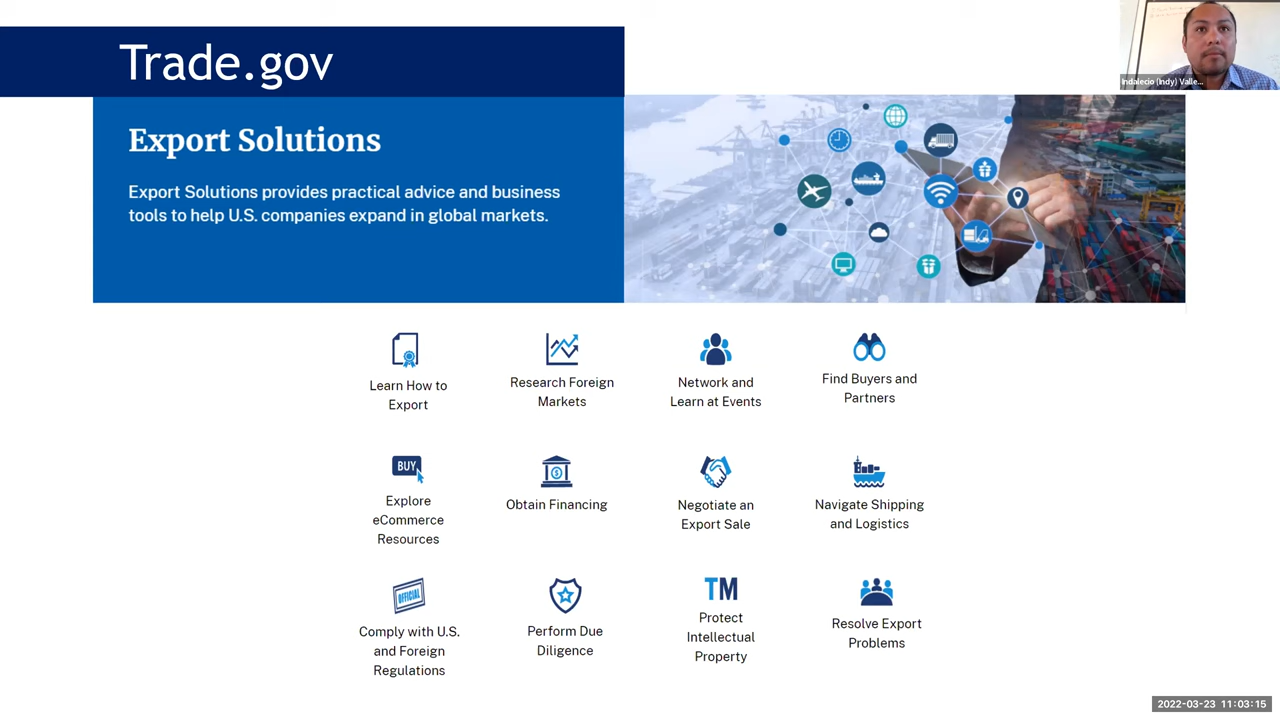 Trade.gov
Indalecio (Indy) Valle...
Export Solutions
Export Solutions provides practical advice and business
tools to help U.S. companies expand in global markets.
Learn How to
Export
Research Foreign
Markets
Network and
Learn at Events
Find Buyers and
Partners
BUY
Explore
eCommerce
Resources
Obtain Financing
Negotiate an
Export Sale
Navigate Shipping
and Logistics
OFFICIAL
Comply with U.S.
and Foreign
Regulations
Perform Due
Diligence
TM
Protect
Intellectual
Property
Resolve Export
Problems
2022-03-23 11:03:15